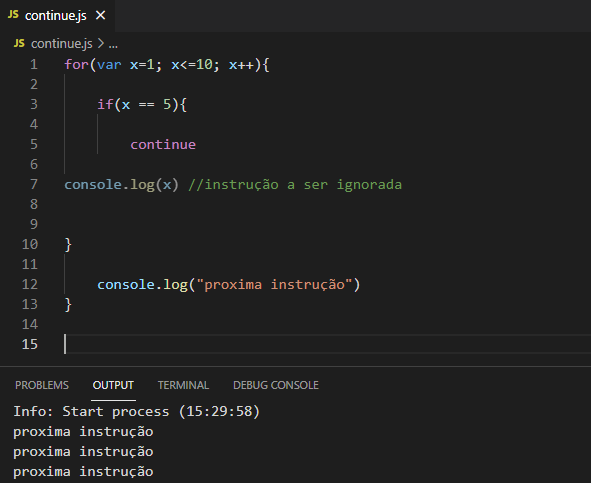 JS continue.js ×
JS continue.js > ...
1 for(var x=1; x<=10; x++){
2
3 if(x == 5){
4
5 continue
6
7 console.log(x) //instrução a ser ignorada
8
9
10 }
11
12 console.log("proxima instrução")
13 }
14
15
PROBLEMS OUTPUT TERMINAL DEBUG CONSOLE
Info: Start process (15:29:58)
proxima instrução
proxima instrução
proxima instrução